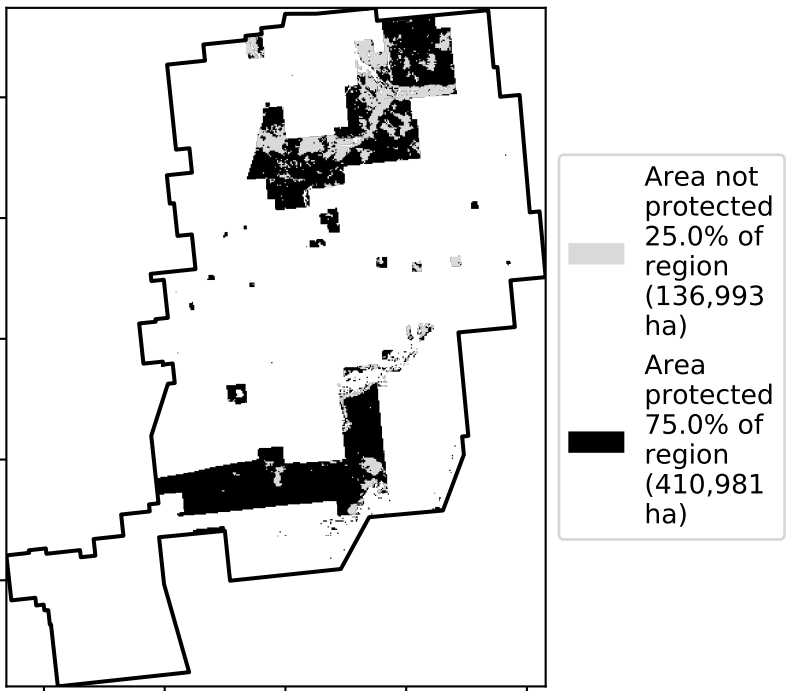 Area not
protected
25.0% of
region
(136,993
ha)
Area
protected
75.0% of
region
(410,981
ha)